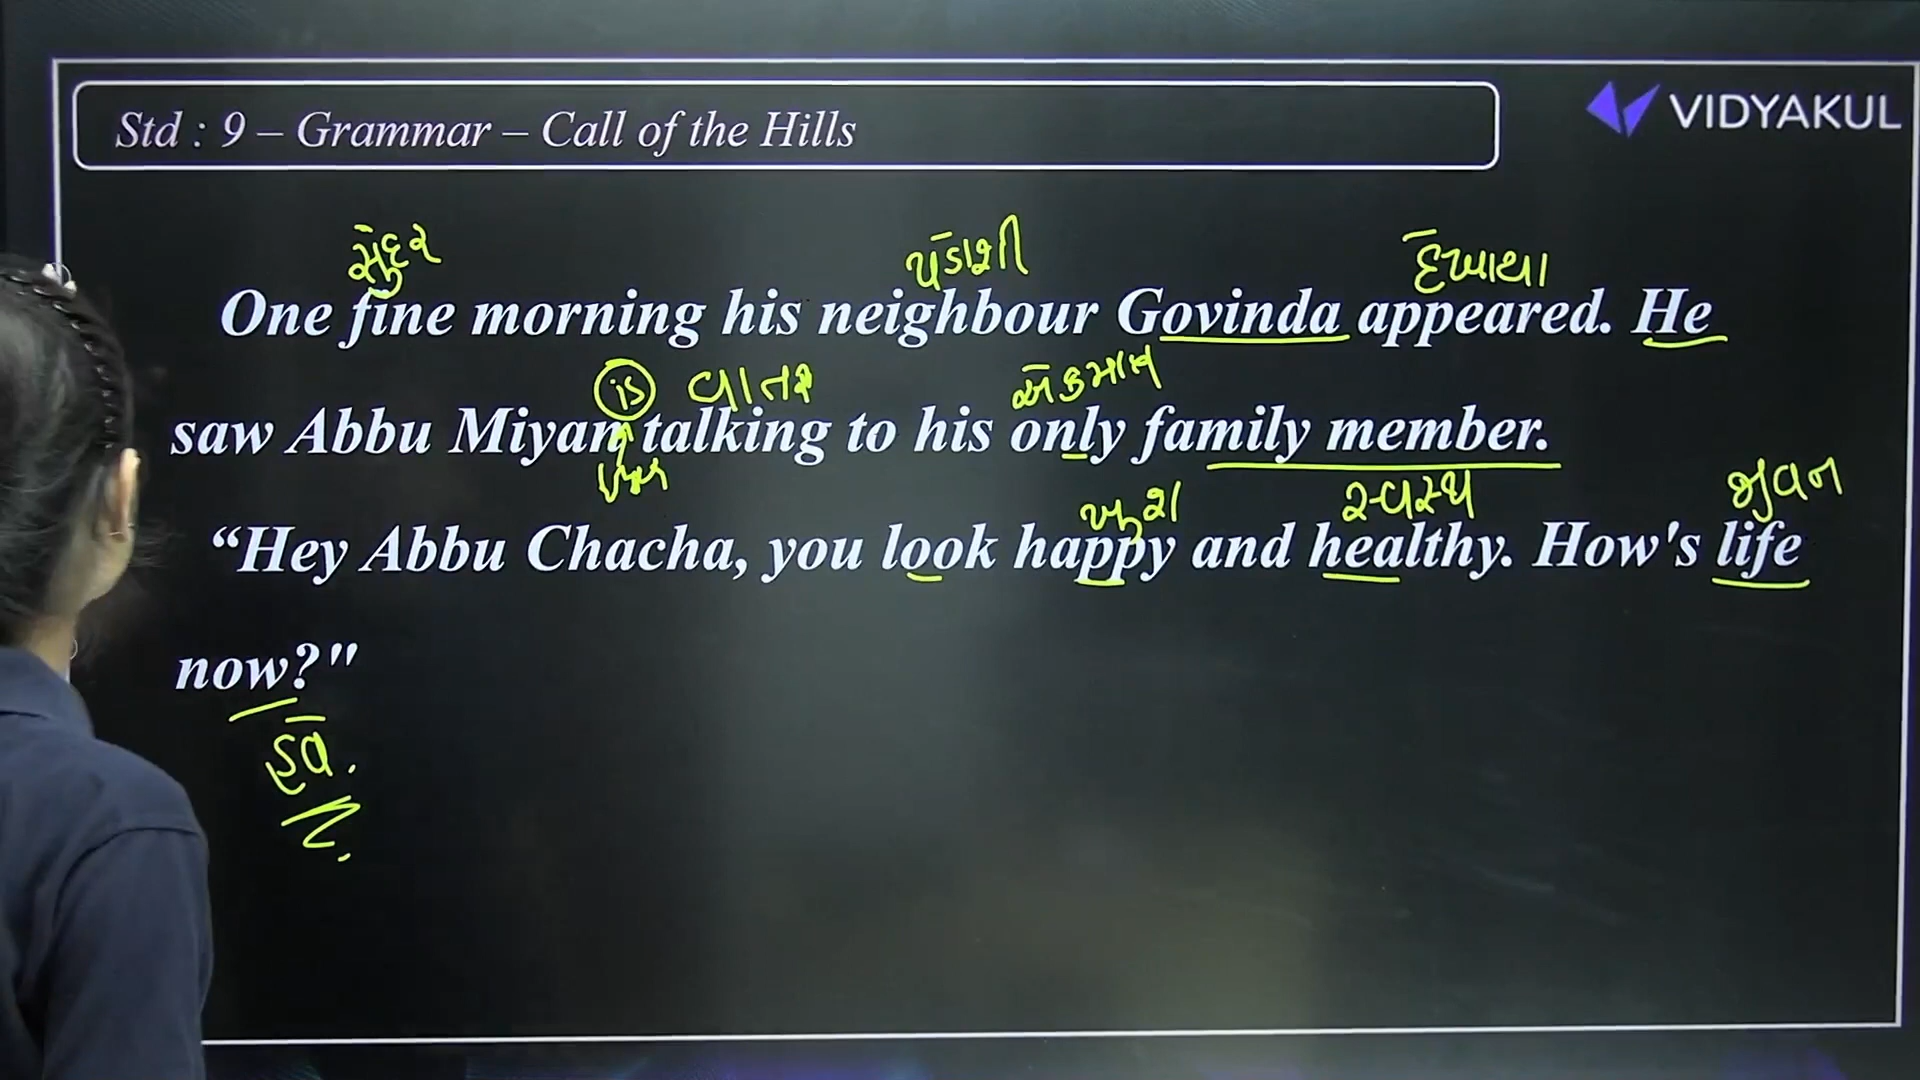 Std : 9 – Grammar – Call of the Hills
VIDYAKUL
સુંદર પડોશી દેખાયા
One fine morning his neighbour Govinda appeared. He
is વાત એકમાત્ર
saw Abbu Miyan talking to his only family member.
ખુશ સ્વસ્થ જીવન
“Hey Abbu Chacha, you look happy and healthy. How's life
now?"
હવે.